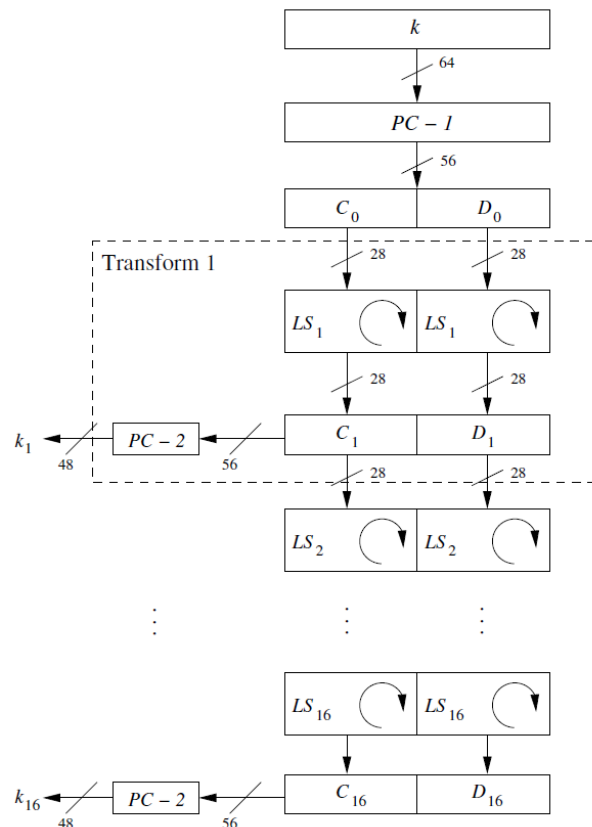 k
64
PC − 1
56
C0 D0
Transform 1
28 28
LS1 LS1
28 28
k1 48 PC − 2 56 C1 D1
28 28
LS2 LS2
⋮ ⋮ ⋮
LS16 LS16
k16 48 PC − 2 56 C16 D16